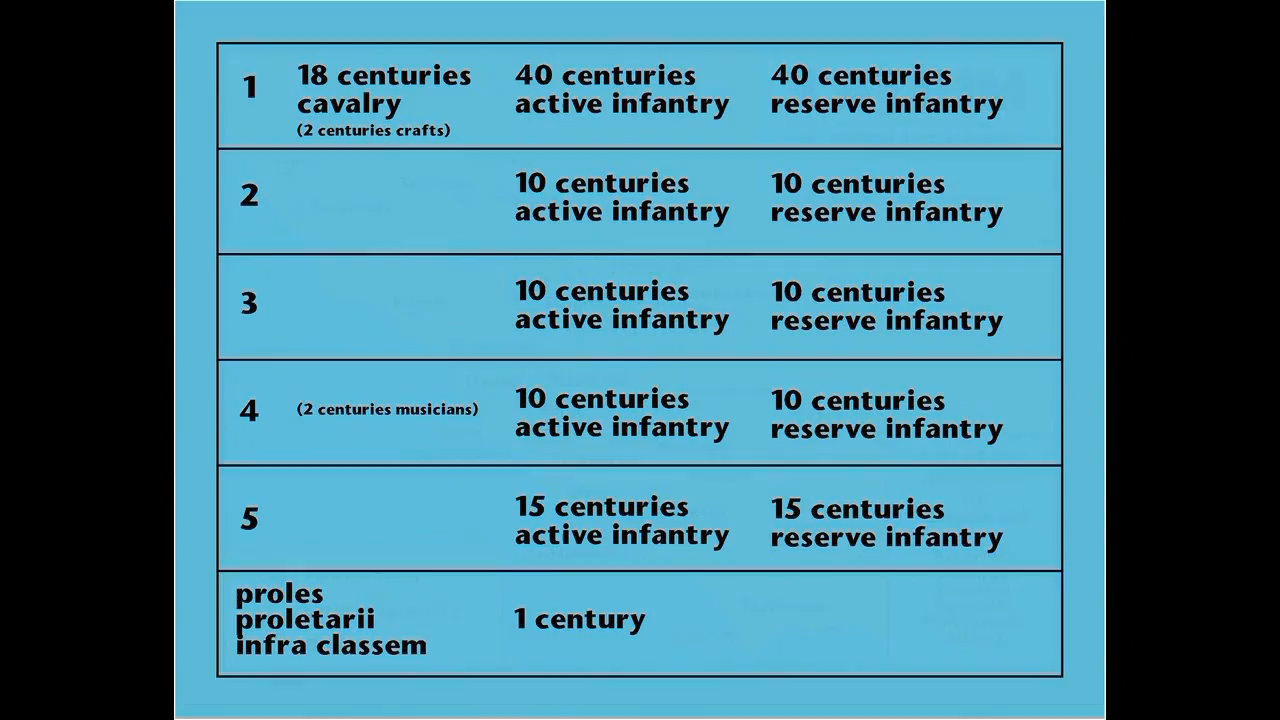 1
18 centuries
cavalry
(2 centuries crafts)
40 centuries
active infantry
40 centuries
reserve infantry
2
10 centuries
active infantry
10 centuries
reserve infantry
3
10 centuries
active infantry
10 centuries
reserve infantry
4
(2 centuries musicians)
10 centuries
active infantry
10 centuries
reserve infantry
5
15 centuries
active infantry
15 centuries
reserve infantry
proles
proletarii
infra classem
1 century